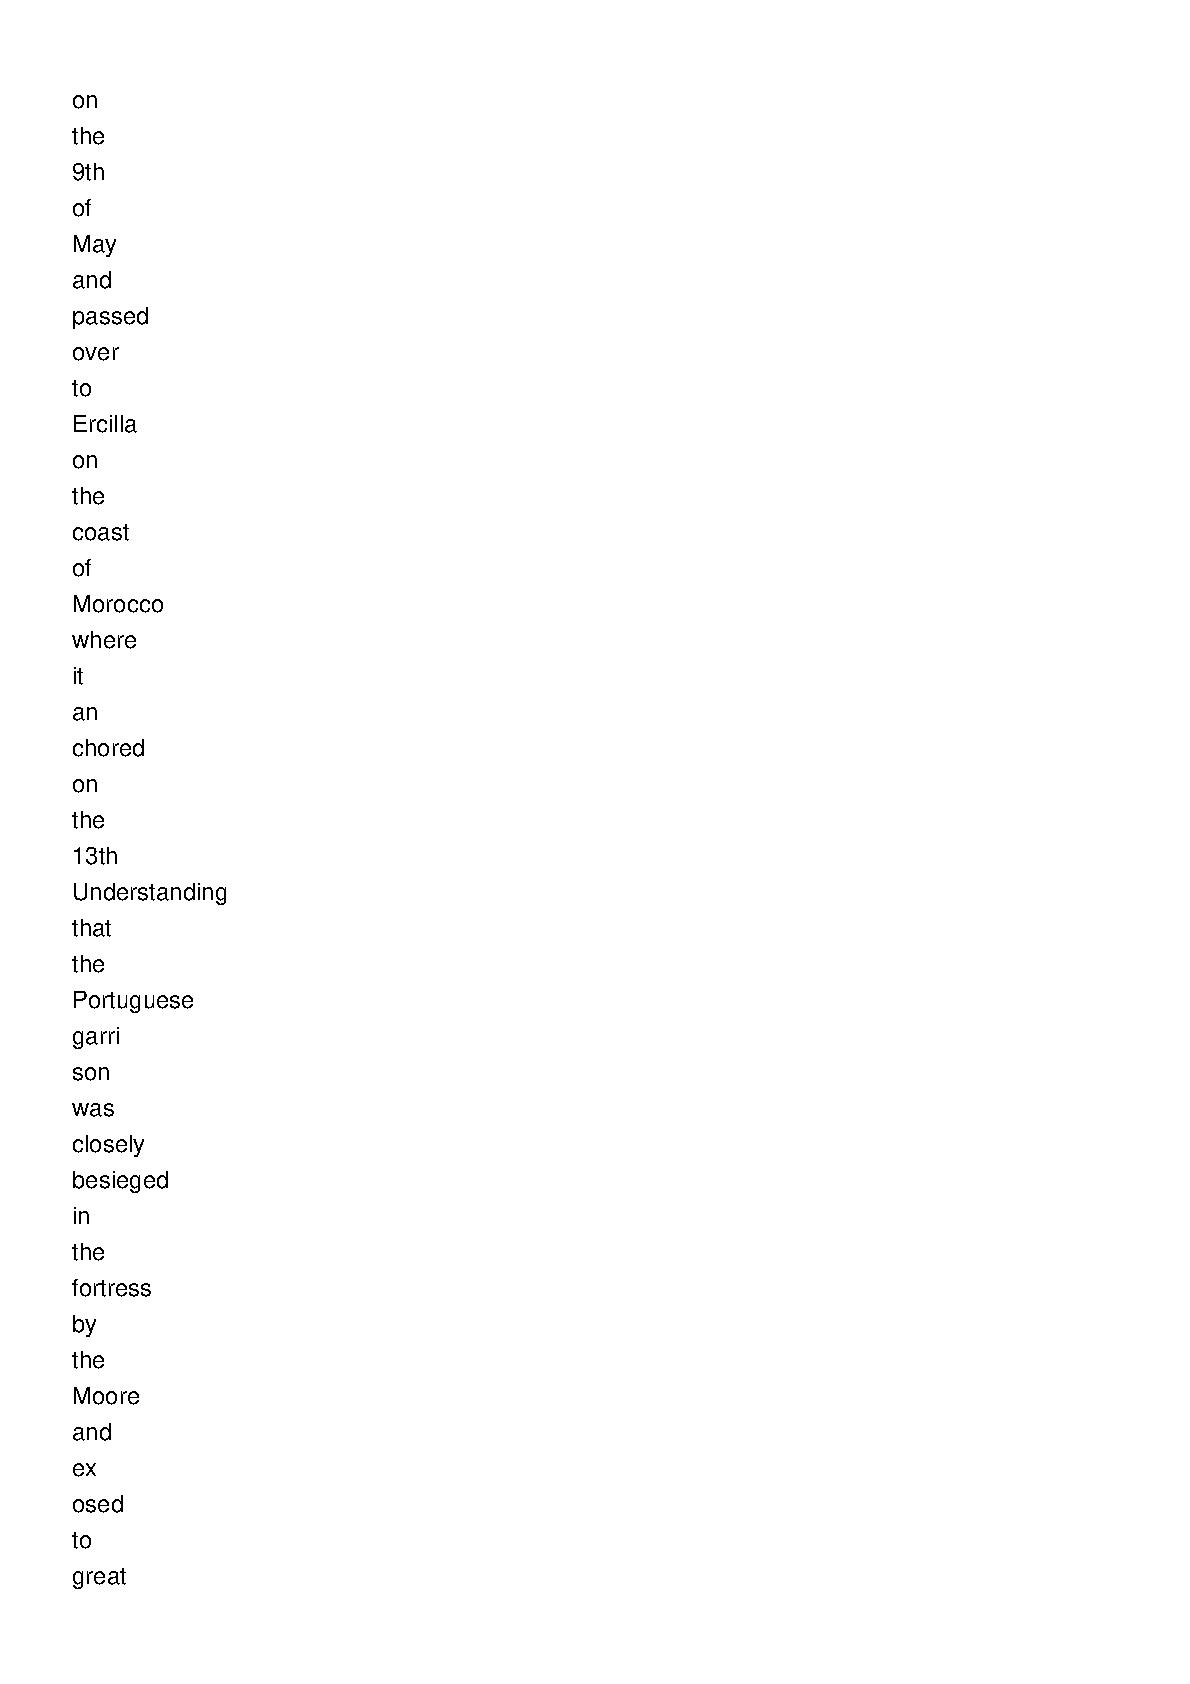 on
the
9th
of
May
and
passed
over
to
Ercilla
on
the
coast
of
Morocco
where
it
an
chored
on
the
13th
Understanding
that
the
Portuguese
garri
son
was
closely
besieged
in
the
fortress
by
the
Moore
and
ex
osed
to
great